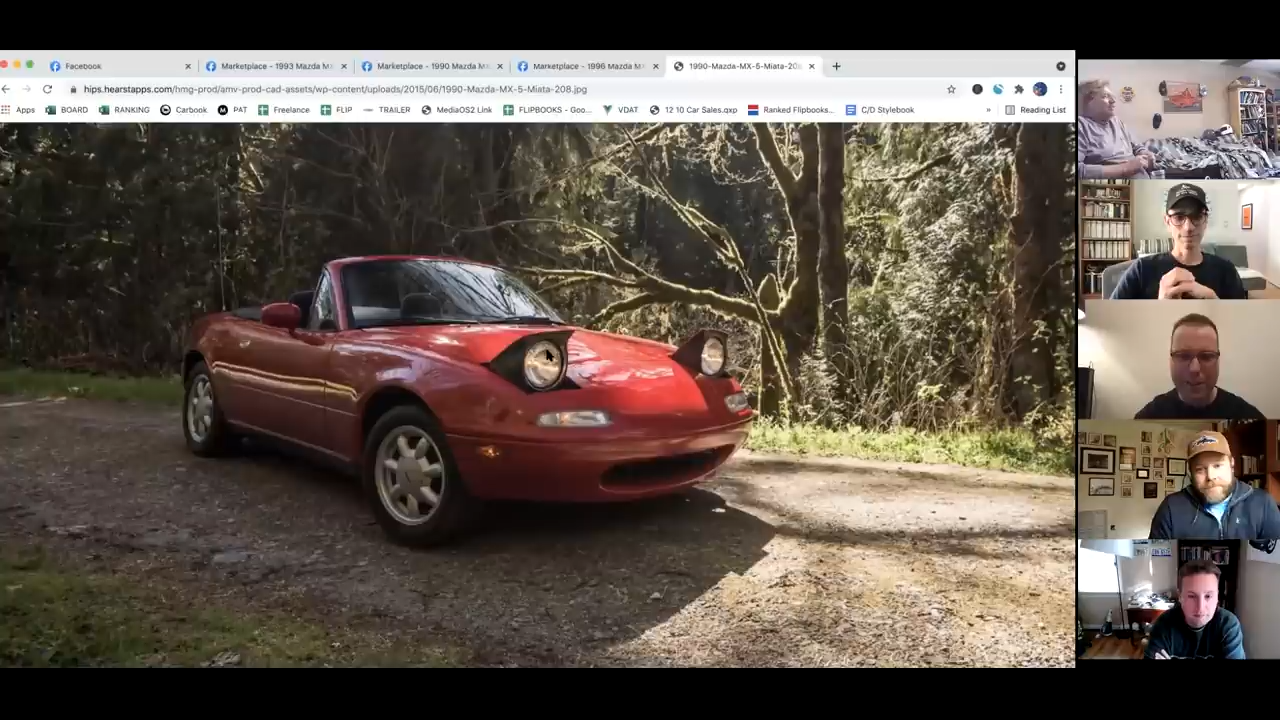 Facebook
Marketplace - 1993 Mazda M
Marketplace - 1990 Mazda M
Marketplace - 1996 Mazda M
1990-Mazda-MX-5-Miata-208
hips.hearstapps.com/hmg-prod/amv-prod-cad-assets/wp-content/uploads/2015/06/1990-Mazda-MX-5-Miata-208.jpg
Apps BOARD RANKING Carbook PAT Freelance FLIP TRAILER MediaOS2 Link FLIPBOOKS - Goo... VDAT 12 10 Car Sales.qxp Ranked Flipbooks... C/D Stylebook » Reading List